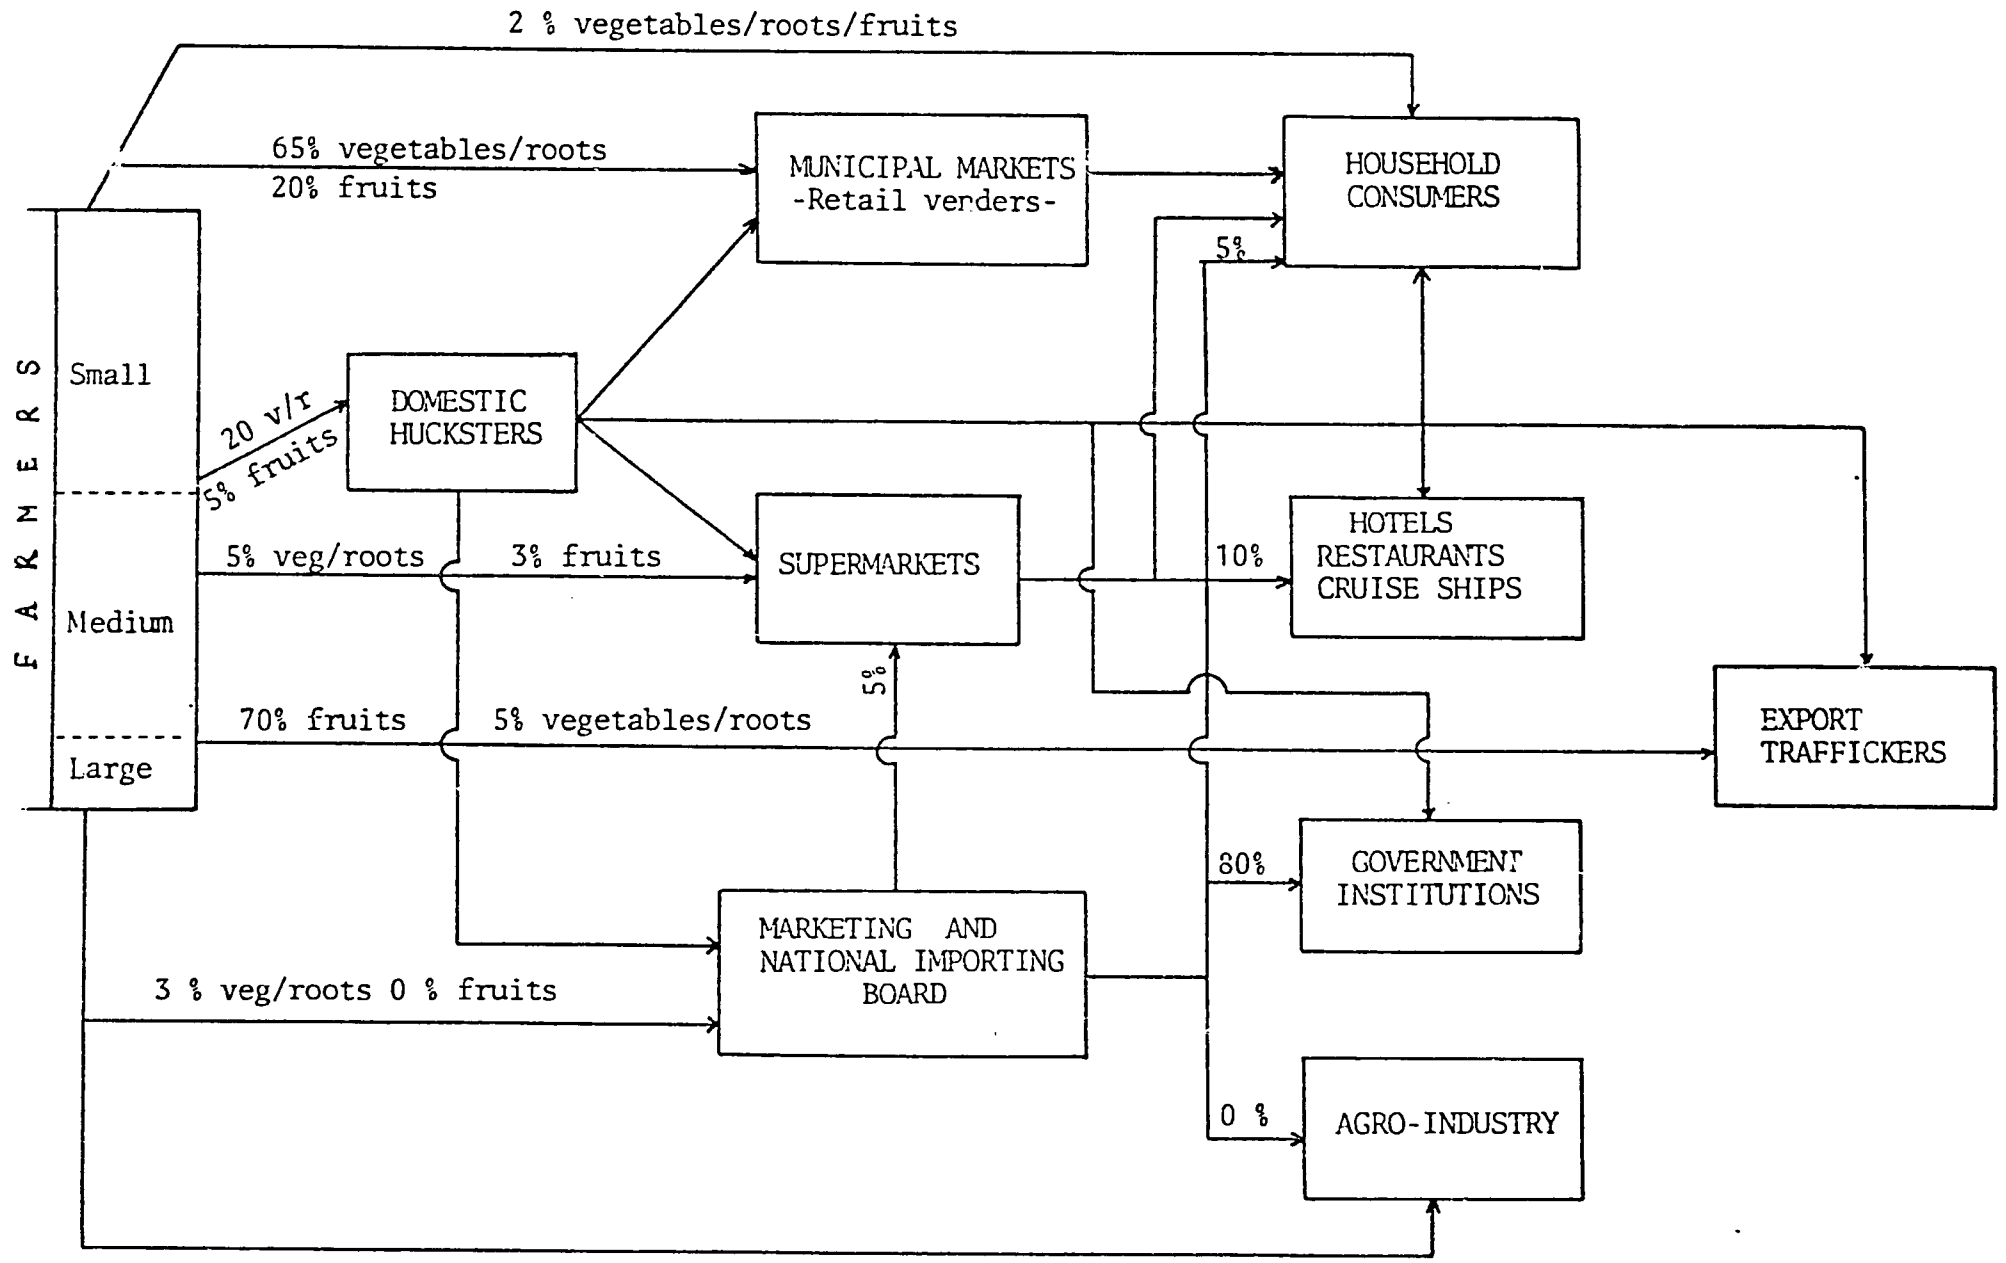 2 % vegetables/roots/fruits
65% vegetables/roots
20% fruits
MUNICIPAL MARKETS
-Retail venders-
HOUSEHOLD
CONSUMERS
5%
FARMERS
Small
20 v/r
5% fruits
DOMESTIC
HUCKSTERS
5% veg/roots 3% fruits
SUPERMARKETS
10%
HOTELS
RESTAURANTS
CRUISE SHIPS
Medium
5%
70% fruits 5% vegetables/roots
EXPORT
TRAFFICKERS
Large
80%
GOVERNMENT
INSTITUTIONS
MARKETING AND
NATIONAL IMPORTING
BOARD
3 % veg/roots 0 % fruits
0 %
AGRO-INDUSTRY